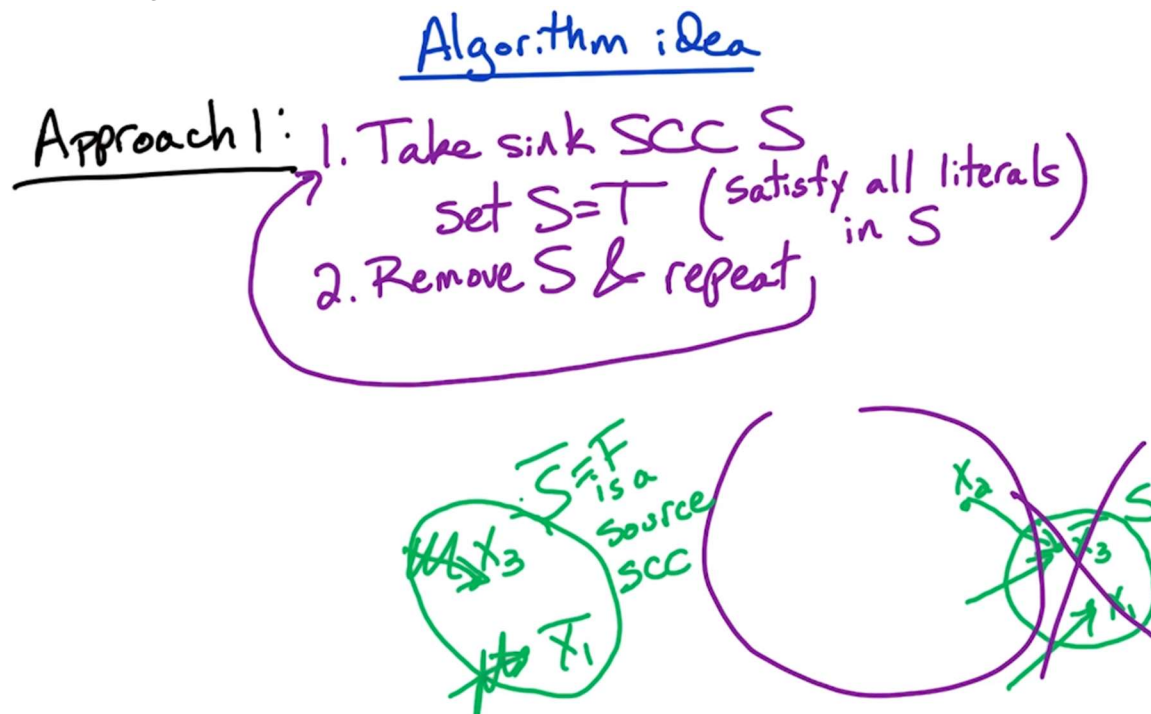 Algorithm idea
Approach 1:
1. Take sink SCC S
set S=T (satisfy all literals
in S
)
2. Remove S & repeat
S̅=F
is a
source
SCC
X₃
X̅₁
X₂
S
X̅₃
X₁